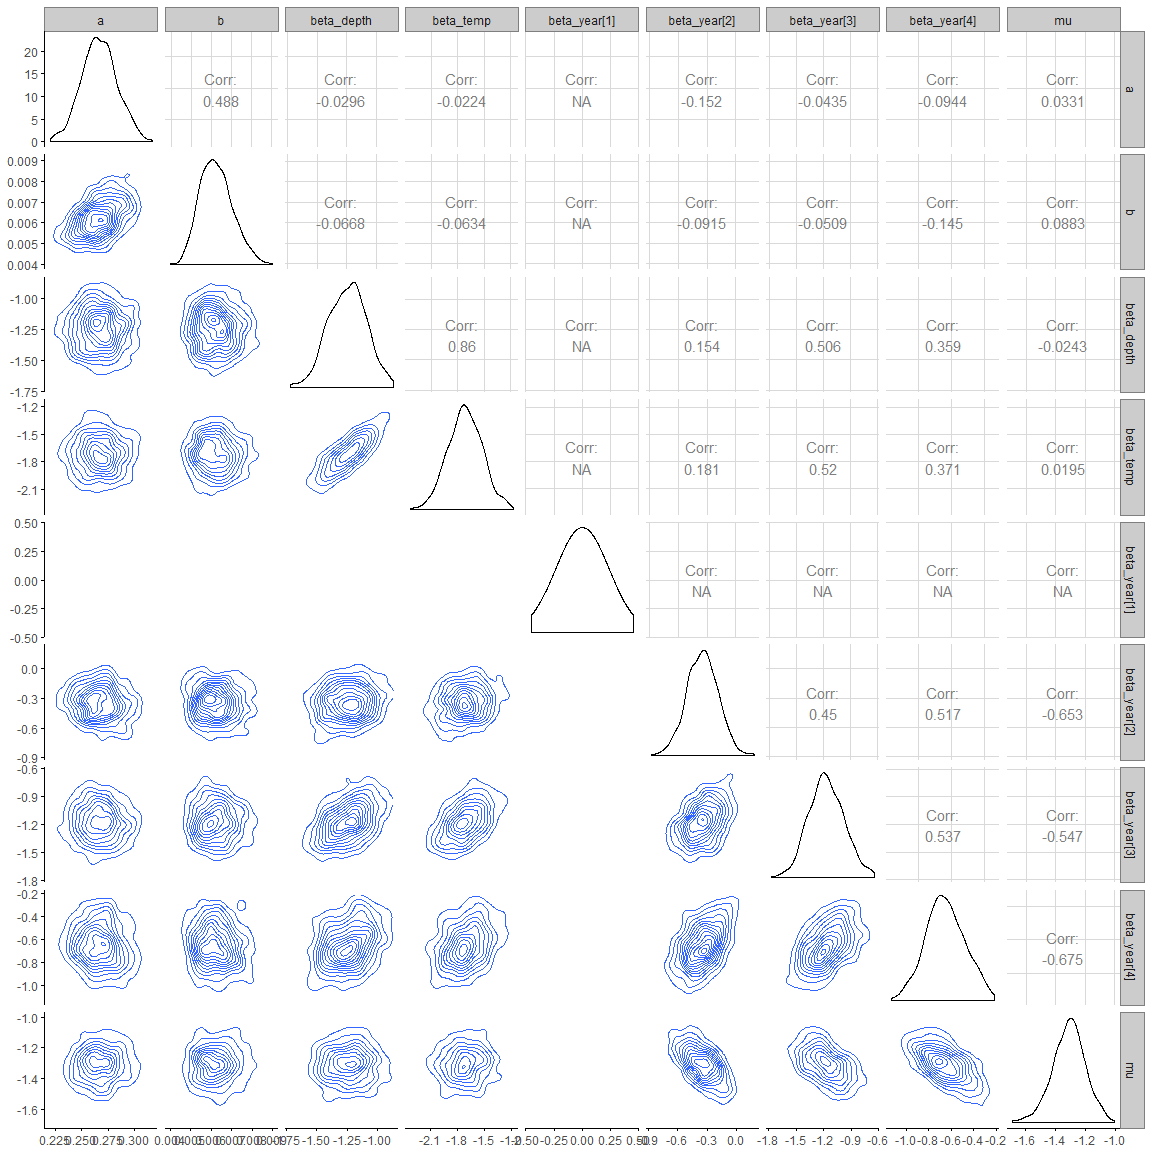 a b beta_depth beta_temp beta_year[1] beta_year[2] beta_year[3] beta_year[4] mu
20
15
10
5
0
Corr: Corr: Corr: Corr: Corr: Corr: Corr: Corr:
0.488 -0.0296 -0.0224 NA -0.152 -0.0435 -0.0944 0.0331
a
0.009
0.008
0.007
0.006
0.005
0.004
Corr: Corr: Corr: Corr: Corr: Corr: Corr:
-0.0668 -0.0634 NA -0.0915 -0.0509 -0.145 0.0883
b
-1.00
-1.25
-1.50
-1.75
Corr: Corr: Corr: Corr: Corr: Corr:
0.86 NA 0.154 0.506 0.359 -0.0243
beta_depth
-1.2
-1.5
-1.8
-2.1
Corr: Corr: Corr: Corr: Corr:
NA 0.181 0.52 0.371 0.0195
beta_temp
0.50
0.25
0.00
-0.25
-0.50
Corr: Corr: Corr: Corr:
NA NA NA NA
beta_year[1]
0.0
-0.3
-0.6
-0.9
Corr: Corr: Corr:
0.45 0.517 -0.653
beta_year[2]
-0.6
-0.9
-1.2
-1.5
-1.8
Corr: Corr:
0.537 -0.547
beta_year[3]
-0.2
-0.4
-0.6
-0.8
-1.0
Corr:
-0.675
beta_year[4]
-1.0
-1.2
-1.4
-1.6
mu
0.225 0.250 0.275 0.300 -1.50 -1.25 -1.00 -2.1 -1.8 -1.5 -0.25 0.00 0.25 -0.6 -0.3 0.0 -1.8 -1.5 -1.2 -0.9 -0.6 -1.0 -0.8 -0.6 -0.4 -0.2 -1.6 -1.4 -1.2 -1.0